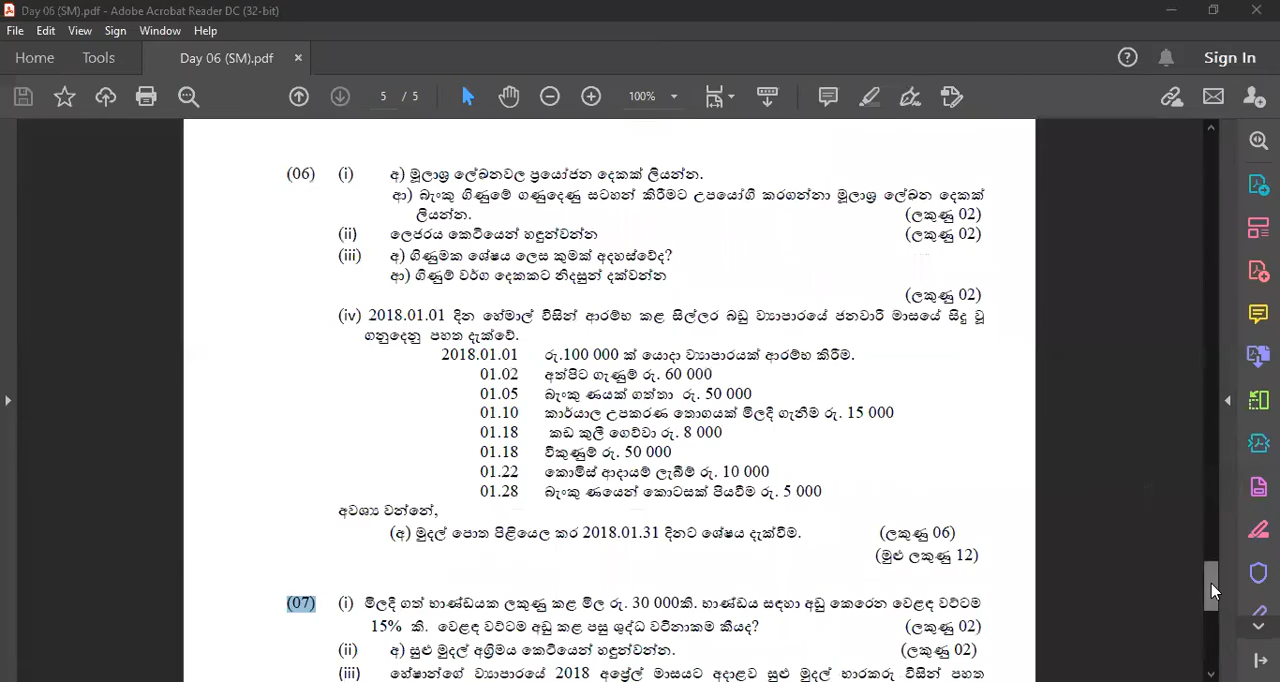 Day 06 (SM).pdf - Adobe Acrobat Reader DC (32-bit)
File Edit View Sign Window Help
Home Tools Day 06 (SM).pdf × Sign In
5 / 5 100%
(06) (i) අ) මූලාශ්‍ර ලේඛනවල ප්‍රයෝජන දෙකක් ලියන්න.
ආ) බැංකු ගිණුමේ ගණුදෙණු සටහන් කිරීමට උපයෝගී කරගන්නා මූලාශ්‍ර ලේඛන දෙකක්
ලියන්න. (ලකුණු 02)
(ii) ලෙජරය කෙටියෙන් හඳුන්වන්න (ලකුණු 02)
(iii) අ) ගිණුමක ශේෂය ලෙස කුමක් අදහස්වේද?
ආ) ගිණුම් වර්ග දෙකකට නිදසුන් දක්වන්න
(ලකුණු 02)
(iv) 2018.01.01 දින හේමාල් විසින් ආරම්භ කළ සිල්ලර බඩු ව්‍යාපාරයේ ජනවාරි මාසයේ සිදු වූ
ගනුදෙනු පහත දැක්වේ.
2018.01.01 රු.100 000 ක් යොදා ව්‍යාපාරයක් ආරම්භ කිරීම.
01.02 අත්පිට ගැණුම් රු. 60 000
01.05 බැංකු ණයක් ගත්තා රු. 50 000
01.10 කාර්යාල උපකරණ තොගයක් මිලදී ගැනීම රු. 15 000
01.18 කඩ කුලී ගෙව්වා රු. 8 000
01.18 විකුණුම් රු. 50 000
01.22 කොමිස් ආදායම් ලැබීම් රු. 10 000
01.28 බැංකු ණයෙන් කොටසක් පියවීම රු. 5 000
අවශ්‍ය වන්නේ,
(අ) මුදල් පොත පිළියෙල කර 2018.01.31 දිනට ශේෂය දැක්වීම. (ලකුණු 06)
(මුළු ලකුණු 12)
(07) (i) මිලදී ගත් භාණ්ඩයක ලකුණු කළ මිල රු. 30 000කි. භාණ්ඩය සඳහා අඩු කෙරෙන වෙළඳ වට්ටම
15% කි. වෙළඳ වට්ටම අඩු කළ පසු ශුද්ධ වටිනාකම කීයද? (ලකුණු 02)
(ii) අ) සුළු මුදල් අග්‍රිමය කෙටියෙන් හඳුන්වන්න. (ලකුණු 02)
(iii) හේෂාන්ගේ ව්‍යාපාරයේ 2018 අප්‍රේල් මාසයට අදාළව සුළු මුදල් භාරකරු විසින් පහත